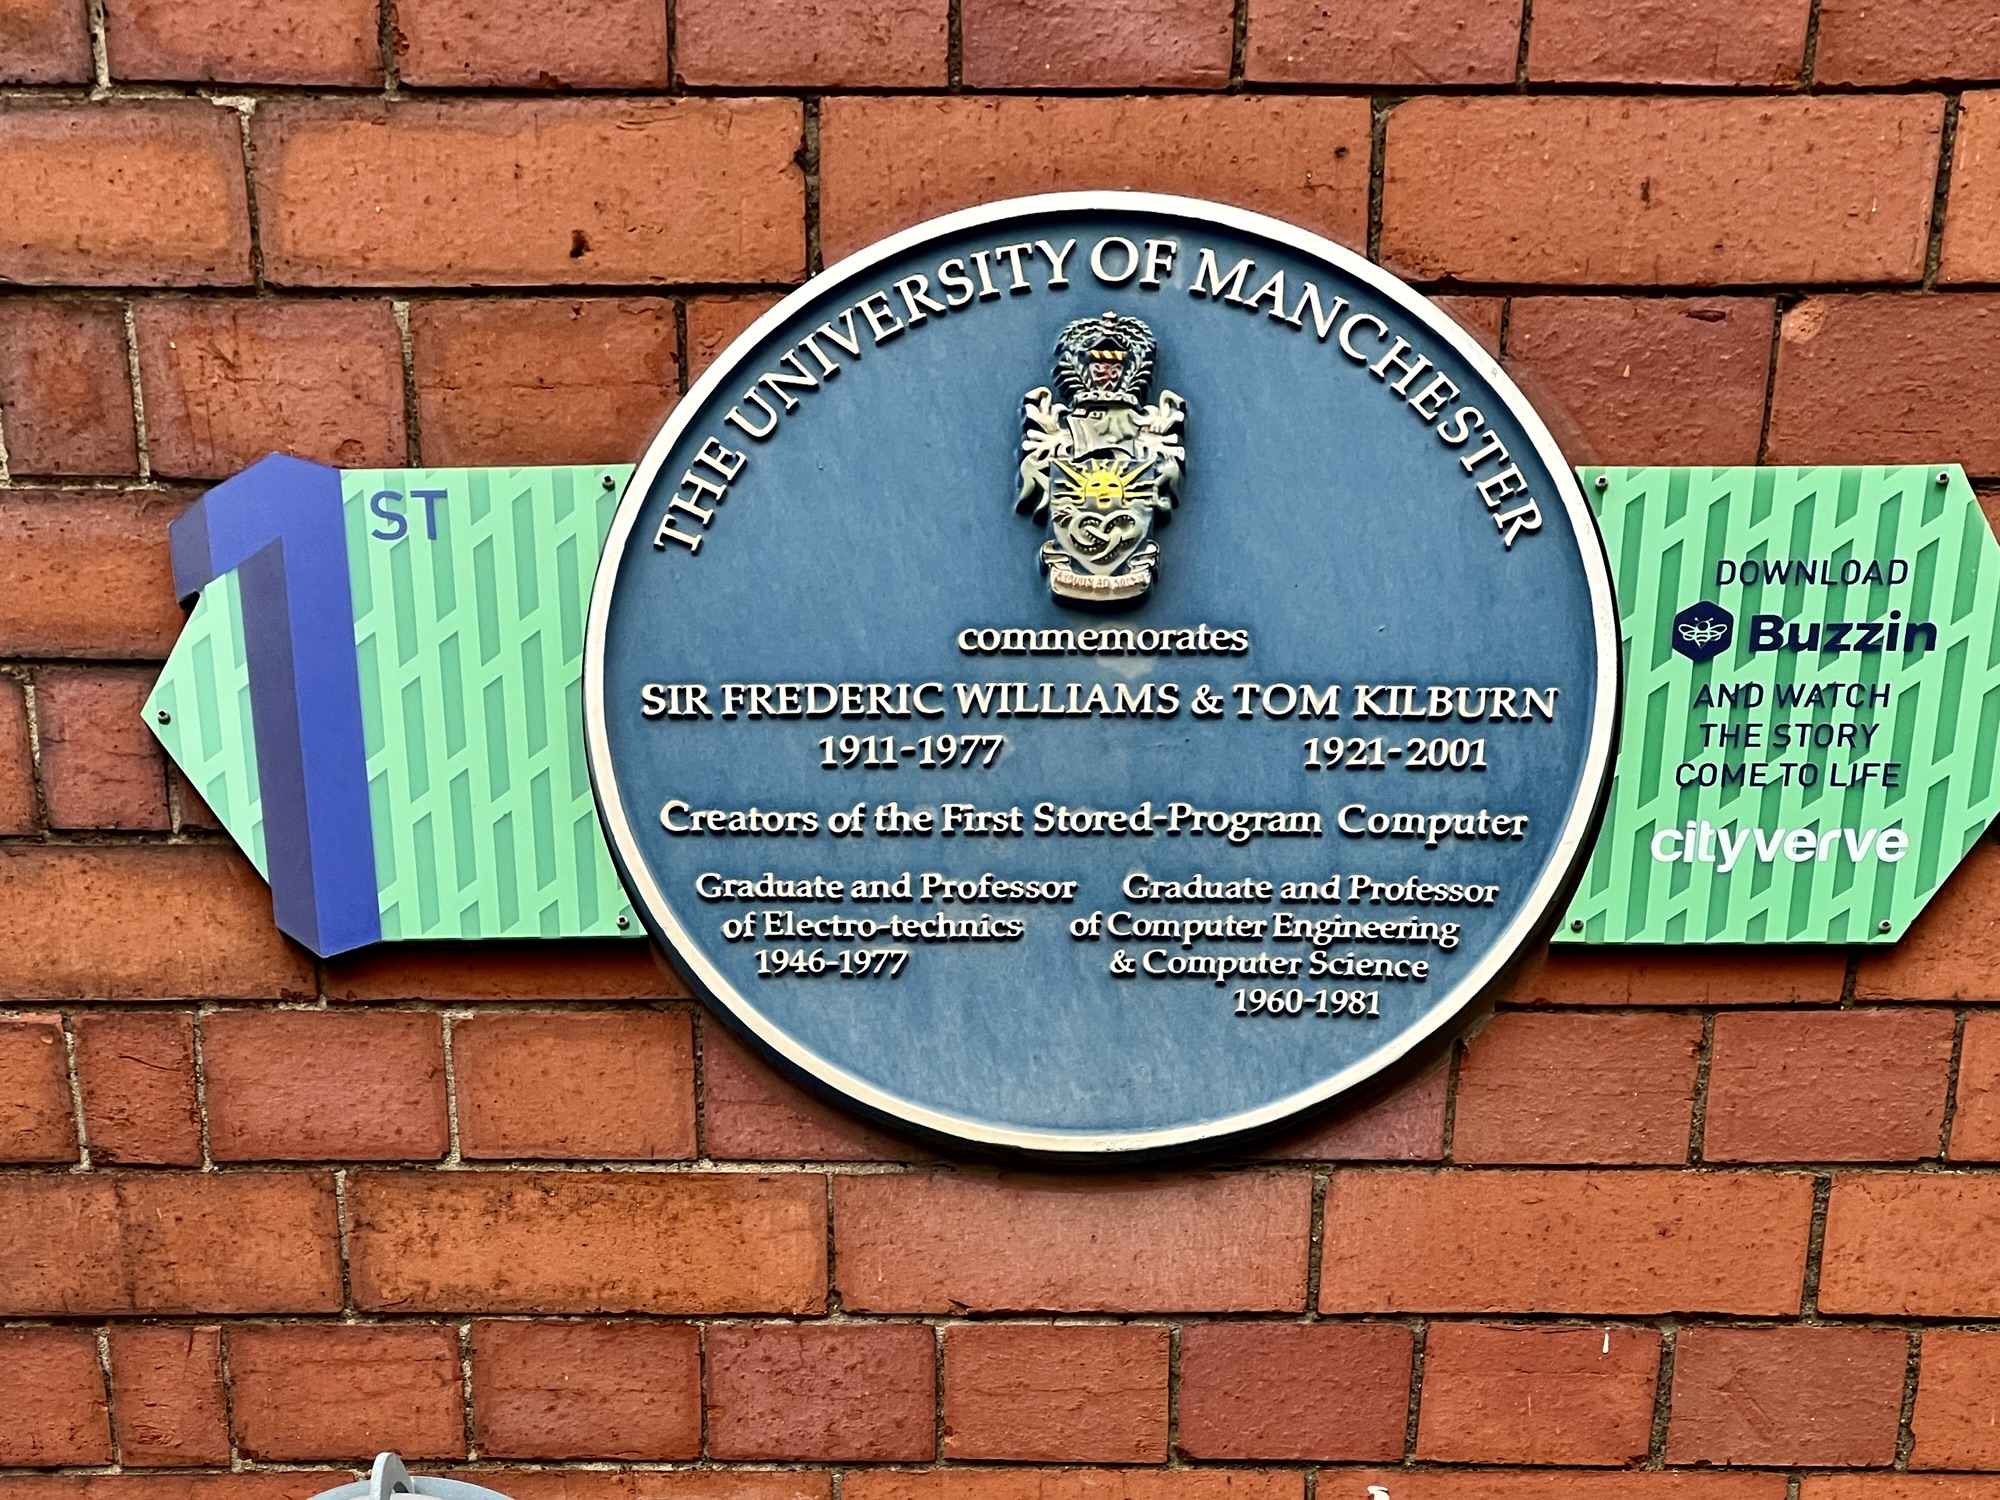 1
ST
THE UNIVERSITY OF MANCHESTER
commemorates
SIR FREDERIC WILLIAMS & TOM KILBURN
1911-1977 1921-2001
Creators of the First Stored-Program Computer
Graduate and Professor
of Electro-technics
1946-1977
Graduate and Professor
of Computer Engineering
& Computer Science
1960-1981
DOWNLOAD
Buzzin
AND WATCH
THE STORY
COME TO LIFE
cityverve